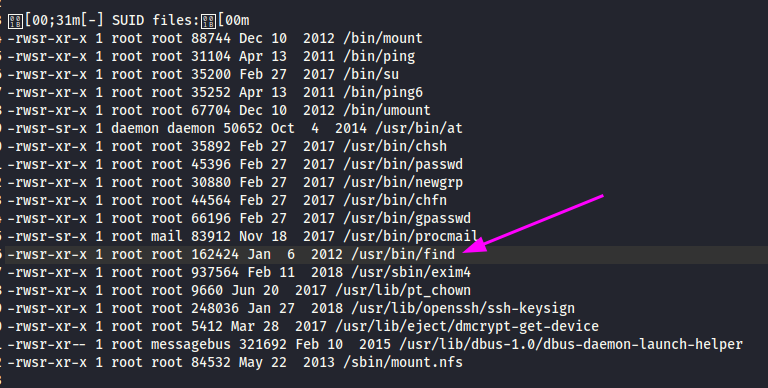 [00;31m[-] SUID files:[00m
-rwsr-xr-x 1 root root 88744 Dec 10  2012 /bin/mount
-rwsr-xr-x 1 root root 31104 Apr 13  2011 /bin/ping
-rwsr-xr-x 1 root root 35200 Feb 27  2017 /bin/su
-rwsr-xr-x 1 root root 35252 Apr 13  2011 /bin/ping6
-rwsr-xr-x 1 root root 67704 Dec 10  2012 /bin/umount
-rwsr-sr-x 1 daemon daemon 50652 Oct  4  2014 /usr/bin/at
-rwsr-xr-x 1 root root 35892 Feb 27  2017 /usr/bin/chsh
-rwsr-xr-x 1 root root 45396 Feb 27  2017 /usr/bin/passwd
-rwsr-xr-x 1 root root 30880 Feb 27  2017 /usr/bin/newgrp
-rwsr-xr-x 1 root root 44564 Feb 27  2017 /usr/bin/chfn
-rwsr-xr-x 1 root root 66196 Feb 27  2017 /usr/bin/gpasswd
-rwsr-sr-x 1 root mail 83912 Nov 18  2017 /usr/bin/procmail
-rwsr-xr-x 1 root root 162424 Jan  6  2012 /usr/bin/find
-rwsr-xr-x 1 root root 937564 Feb 11  2018 /usr/sbin/exim4
-rwsr-xr-x 1 root root 9660 Jun 20  2017 /usr/lib/pt_chown
-rwsr-xr-x 1 root root 248036 Jan 27  2018 /usr/lib/openssh/ssh-keysign
-rwsr-xr-x 1 root root 5412 Mar 28  2017 /usr/lib/eject/dmcrypt-get-device
-rwsr-xr-- 1 root messagebus 321692 Feb 10  2015 /usr/lib/dbus-1.0/dbus-daemon-launch-helper
-rwsr-xr-x 1 root root 84532 May 22  2013 /sbin/mount.nfs